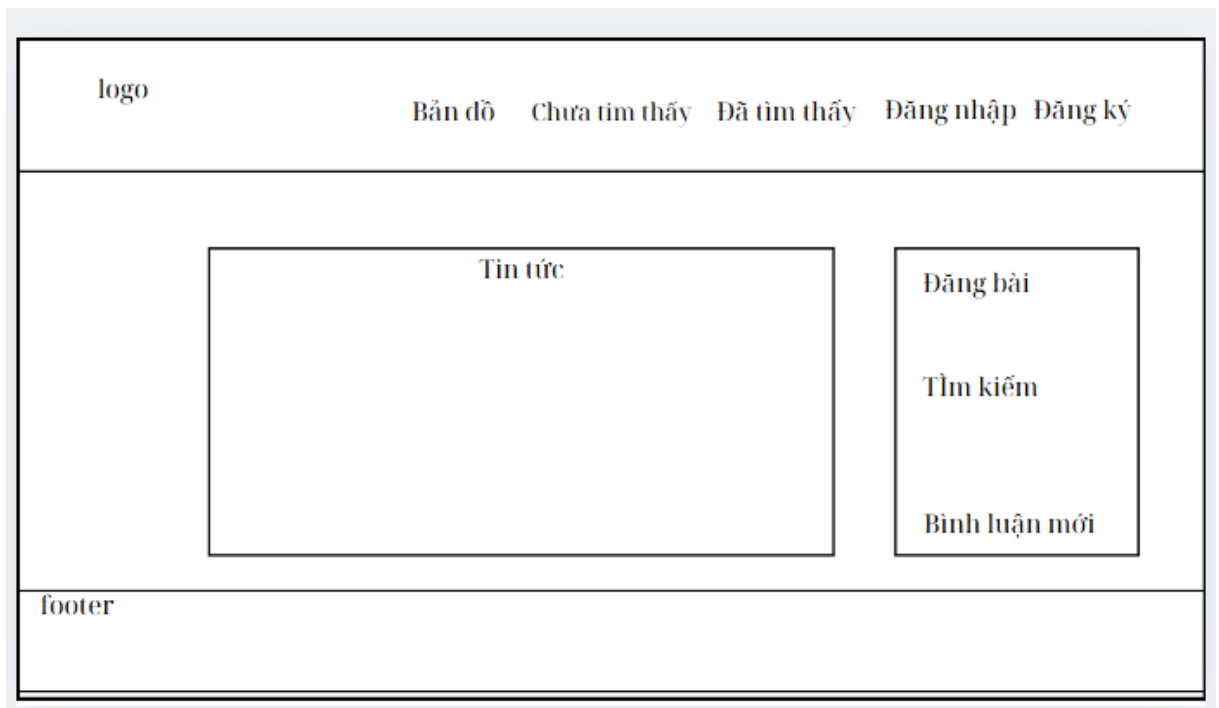 logo
Bản đồ Chưa tìm thấy Đã tìm thấy Đăng nhập Đăng ký
Tin tức
Đăng bài
TÌm kiếm
Bình luận mới
footer